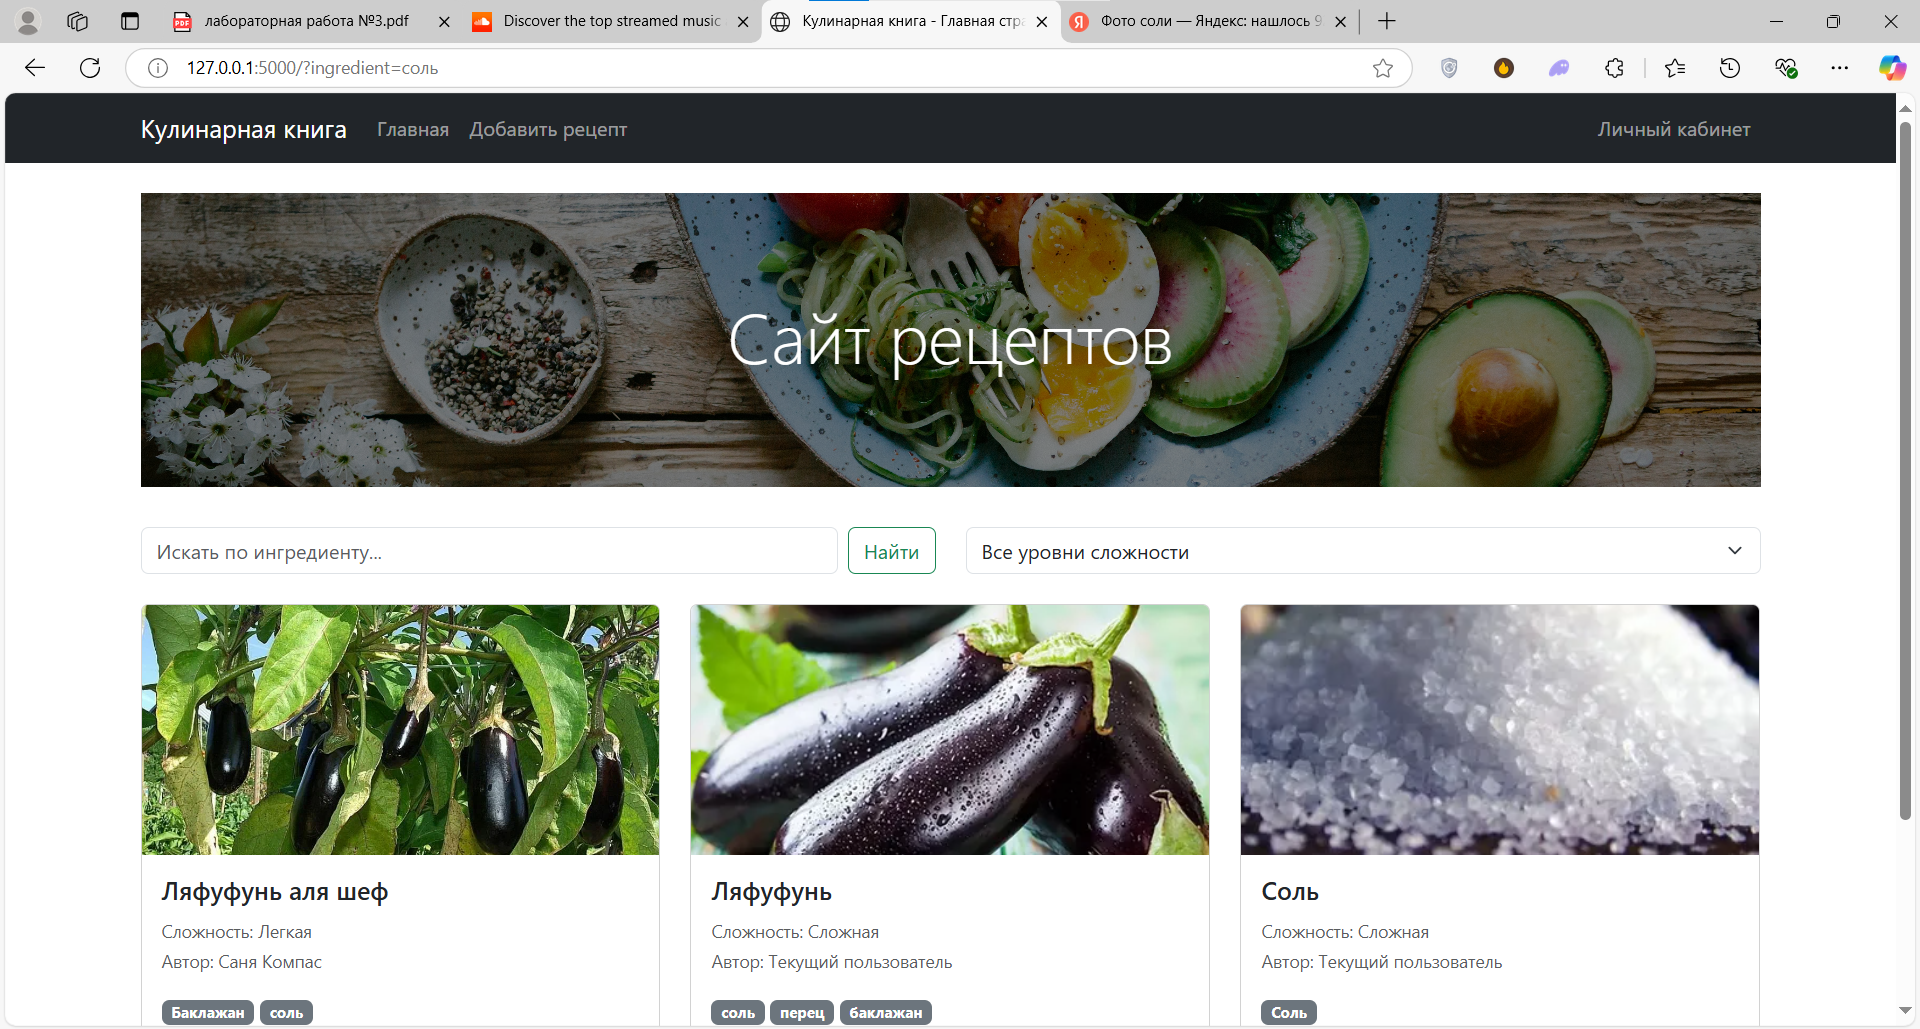 лабораторная работа №3.pdf
Discover the top streamed music
Кулинарная книга - Главная стра
Фото соли — Яндекс: нашлось 9
127.0.0.1:5000/?ingredient=соль
Кулинарная книга Главная Добавить рецепт Личный кабинет
Сайт рецептов
Искать по ингредиенту... Найти Все уровни сложности
Ляфуфунь аля шеф
Сложность: Легкая
Автор: Саня Компас
Баклажан соль
Ляфуфунь
Сложность: Сложная
Автор: Текущий пользователь
соль перец баклажан
Соль
Сложность: Сложная
Автор: Текущий пользователь
Соль